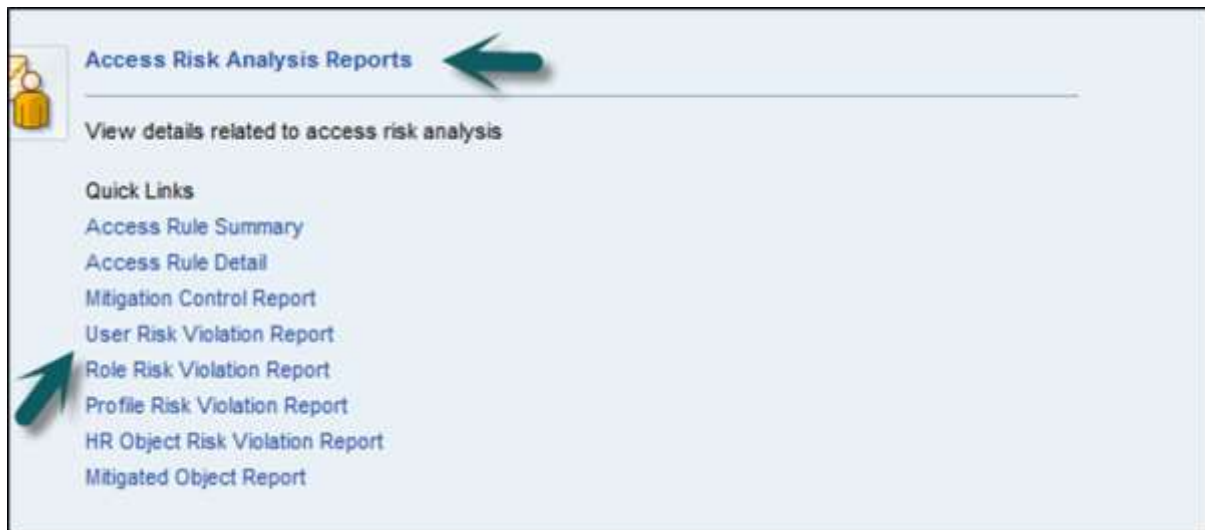 Access Risk Analysis Reports
View details related to access risk analysis
Quick Links
Access Rule Summary
Access Rule Detail
Mitigation Control Report
User Risk Violation Report
Role Risk Violation Report
Profile Risk Violation Report
HR Object Risk Violation Report
Mitigated Object Report